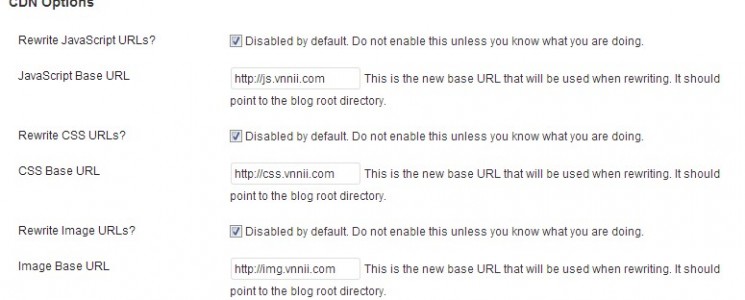 CDN Options
Rewrite JavaScript URLs? Disabled by default. Do not enable this unless you know what you are doing.
JavaScript Base URL http://js.vnnii.com This is the new base URL that will be used when rewriting. It should
point to the blog root directory.
Rewrite CSS URLs? Disabled by default. Do not enable this unless you know what you are doing.
CSS Base URL http://css.vnnii.com This is the new base URL that will be used when rewriting. It should
point to the blog root directory.
Rewrite Image URLs? Disabled by default. Do not enable this unless you know what you are doing.
Image Base URL http://img.vnnii.com This is the new base URL that will be used when rewriting. It should
point to the blog root directory.